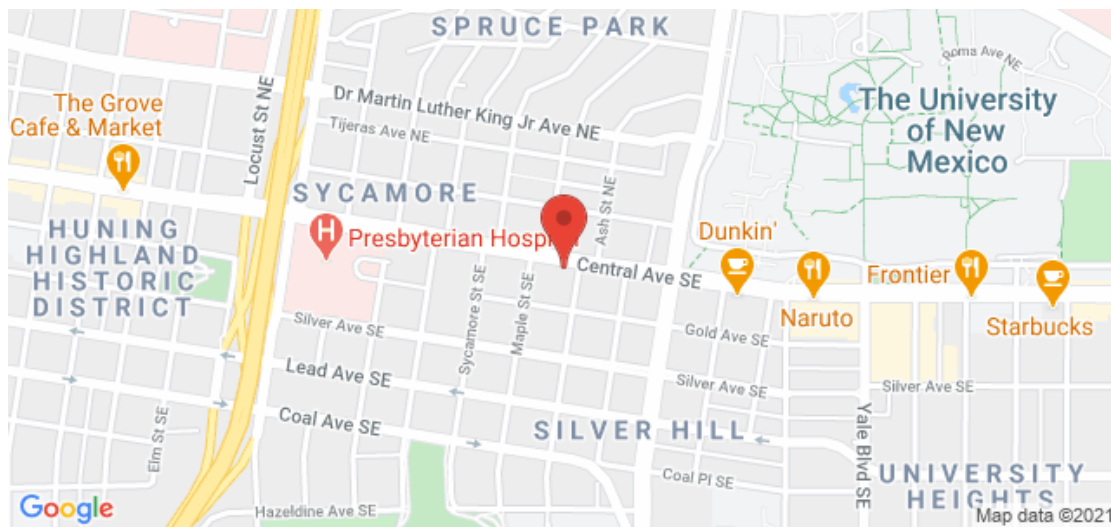 SPRUCE PARK
Roma Ave NE
Locust St NE
Dr Martin Luther King Jr Ave NE
Tijeras Ave NE
The Grove
Cafe & Market
The University
of New
Mexico
SYCAMORE
Ash St NE
HUNING
HIGHLAND
HISTORIC
DISTRICT
H
Presbyterian Hospital
Central Ave SE
Dunkin'
Frontier
Naruto
Starbucks
Sycamore St SE
Maple St SE
Silver Ave SE
Gold Ave SE
Lead Ave SE
Silver Ave SE
Silver Ave SE
Coal Ave SE
Elm St SE
SILVER HILL
Yale Blvd SE
Coal Pl SE
UNIVERSITY
HEIGHTS
Hazeldine Ave SE
Google
Map data ©2021